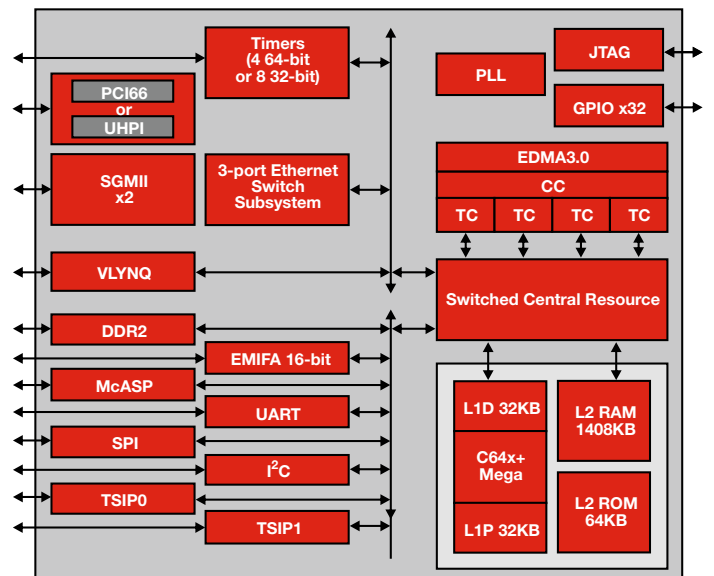 Timers
(4 64-bit
or 8 32-bit)
PCI66
or
UHPI
SGMII
x2
3-port Ethernet
Switch
Subsystem
VLYNQ
DDR2
EMIFA 16-bit
McASP
UART
SPI
I²C
TSIP0
TSIP1
PLL
JTAG
GPIO x32
EDMA3.0
CC
TC TC TC TC
Switched Central Resource
L1D 32KB
C64x+
Mega
L1P 32KB
L2 RAM
1408KB
L2 ROM
64KB